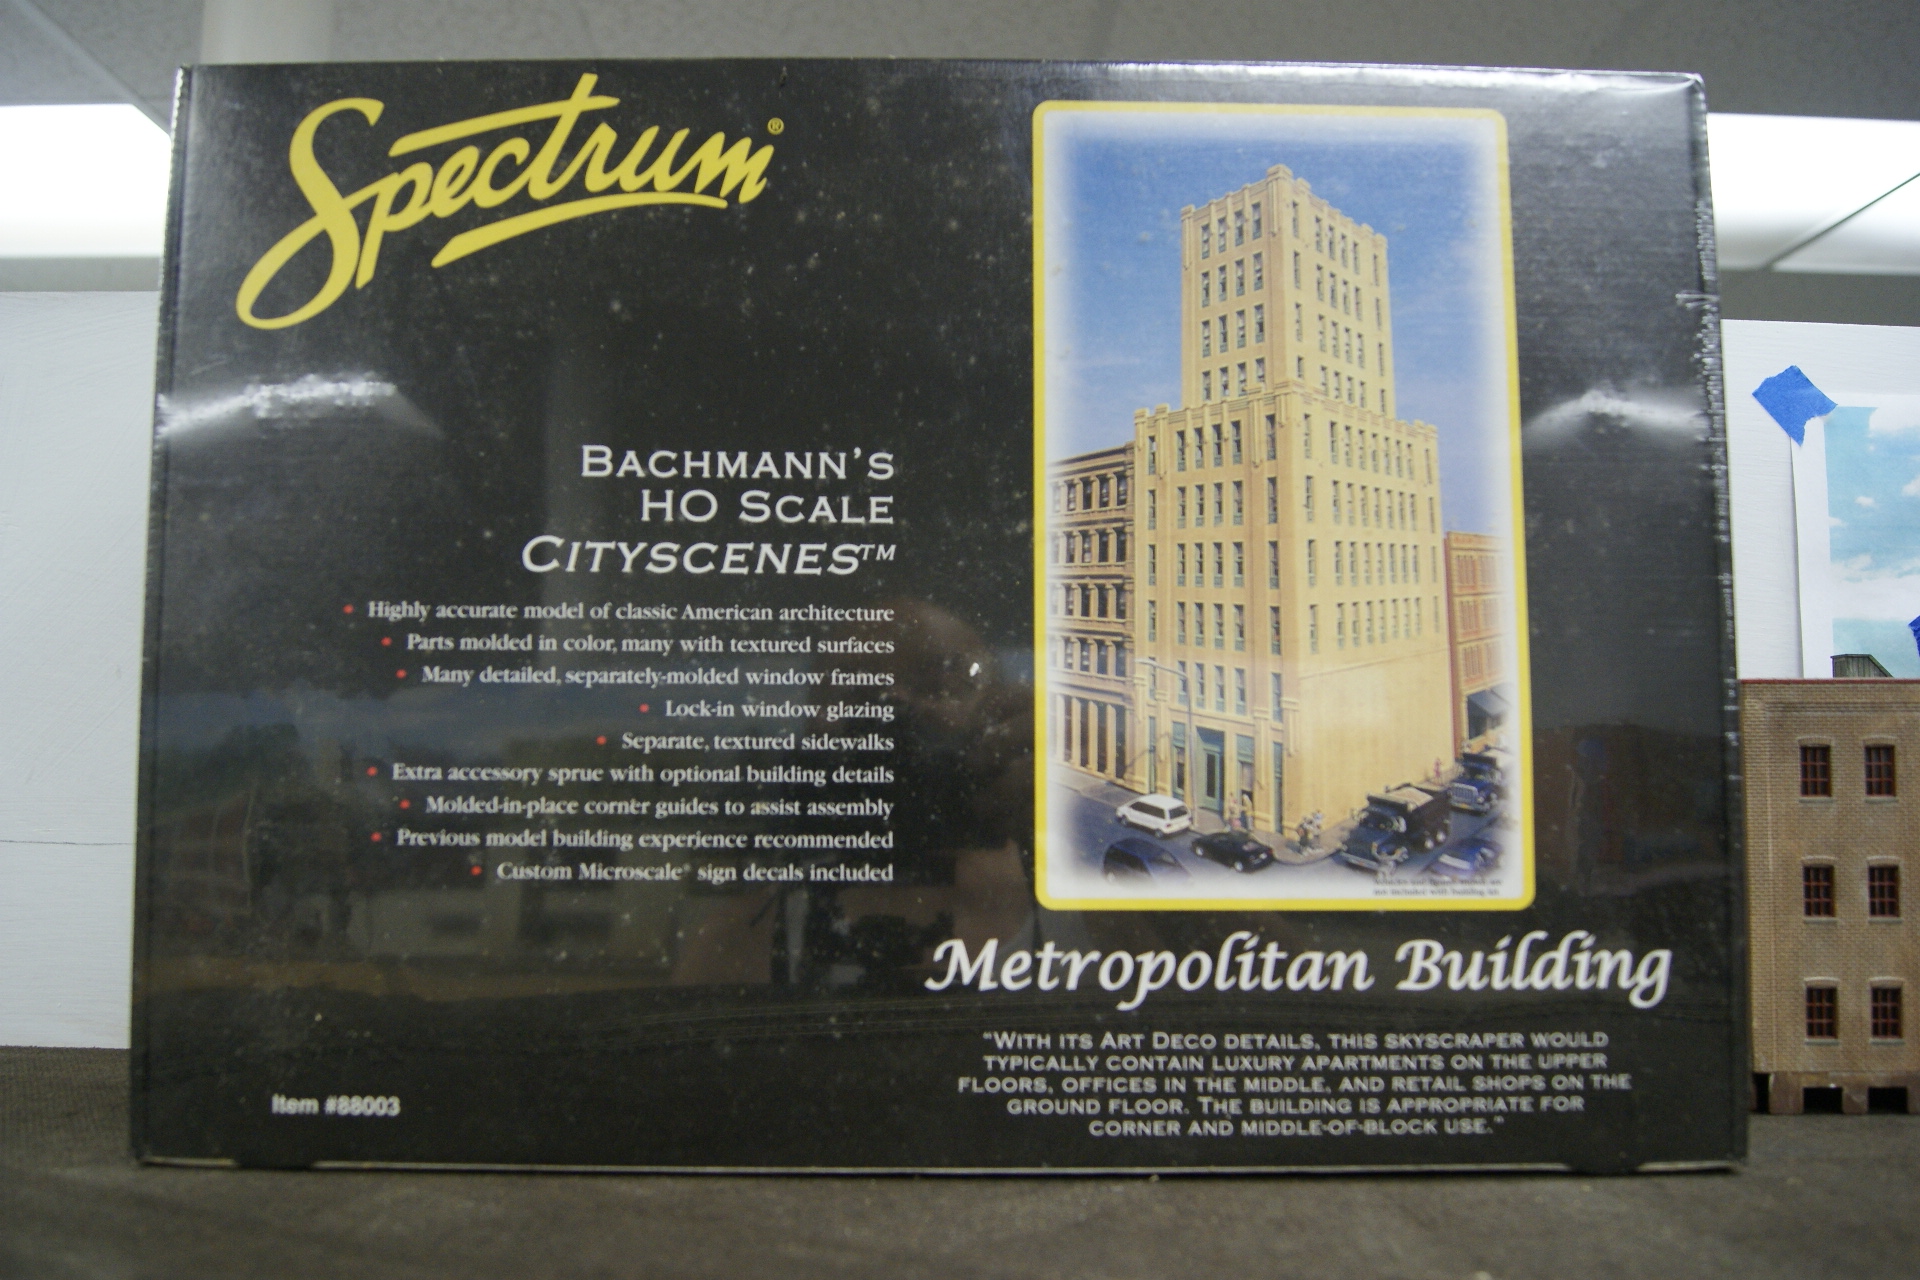 Spectrum®
BACHMANN'S
HO SCALE
CITYSCENES™
• Highly accurate model of classic American architecture
• Parts molded in color, many with textured surfaces
• Many detailed, separately-molded window frames
• Lock-in window glazing
• Separate, textured sidewalks
• Extra accessory sprue with optional building details
• Molded-in-place corner guides to assist assembly
• Previous model building experience recommended
• Custom Microscale® sign decals included
Item #88003
not included with building kit.
Metropolitan Building
"WITH ITS ART DECO DETAILS, THIS SKYSCRAPER WOULD
TYPICALLY CONTAIN LUXURY APARTMENTS ON THE UPPER
FLOORS, OFFICES IN THE MIDDLE, AND RETAIL SHOPS ON THE
GROUND FLOOR. THE BUILDING IS APPROPRIATE FOR
CORNER AND MIDDLE-OF-BLOCK USE."